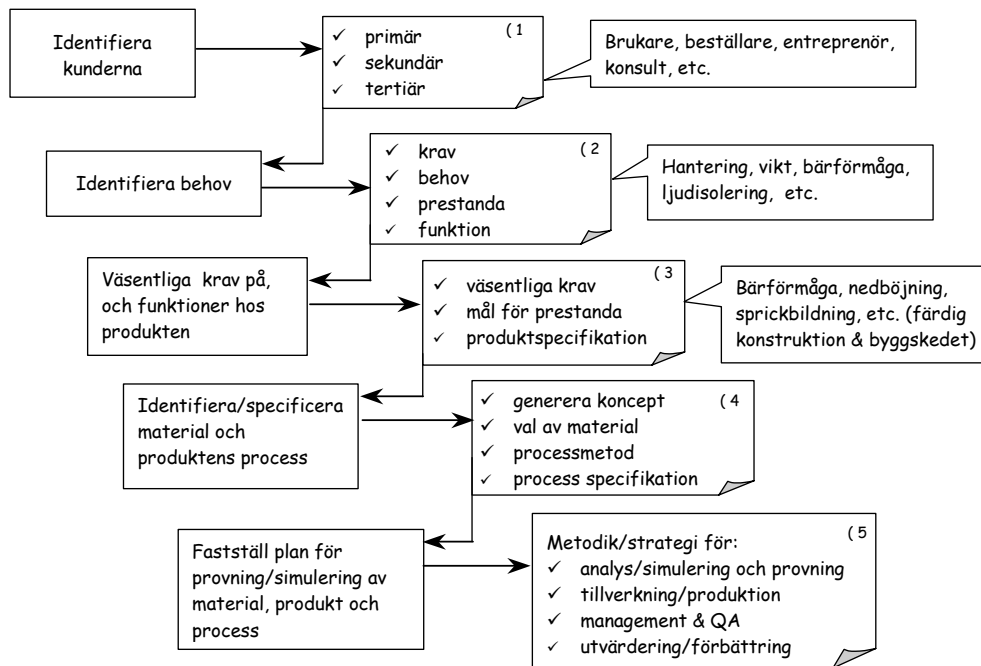 Identifiera
kunderna
( 1
✓ primär
✓ sekundär
✓ tertiär
Brukare, beställare, entreprenör,
konsult, etc.
Identifiera behov
( 2
✓ krav
✓ behov
✓ prestanda
✓ funktion
Hantering, vikt, bärförmåga,
ljudisolering, etc.
Väsentliga krav på,
och funktioner hos
produkten
( 3
✓ väsentliga krav
✓ mål för prestanda
✓ produktspecifikation
Bärförmåga, nedböjning,
sprickbildning, etc. (färdig
konstruktion & byggskedet)
Identifiera/specificera
material och
produktens process
( 4
✓ generera koncept
✓ val av material
✓ processmetod
✓ process specifikation
Fastställ plan för
provning/simulering av
material, produkt och
process
( 5
Metodik/strategi för:
✓ analys/simulering och provning
✓ tillverkning/produktion
✓ management & QA
✓ utvärdering/förbättring